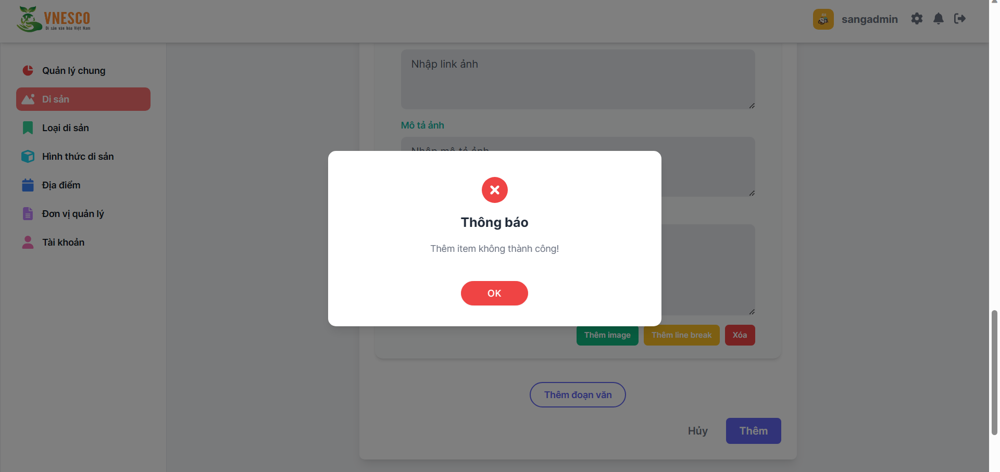 VNESCO
Di sản văn hóa Việt Nam
sangadmin
Quản lý chung
Di sản
Loại di sản
Hình thức di sản
Địa điểm
Đơn vị quản lý
Tài khoản
Nhập link ảnh
Mô tả ảnh
Nhập mô tả ảnh
Thông báo
Thêm item không thành công!
OK
Thêm image
Thêm line break
Xóa
Thêm đoạn văn
Hủy
Thêm